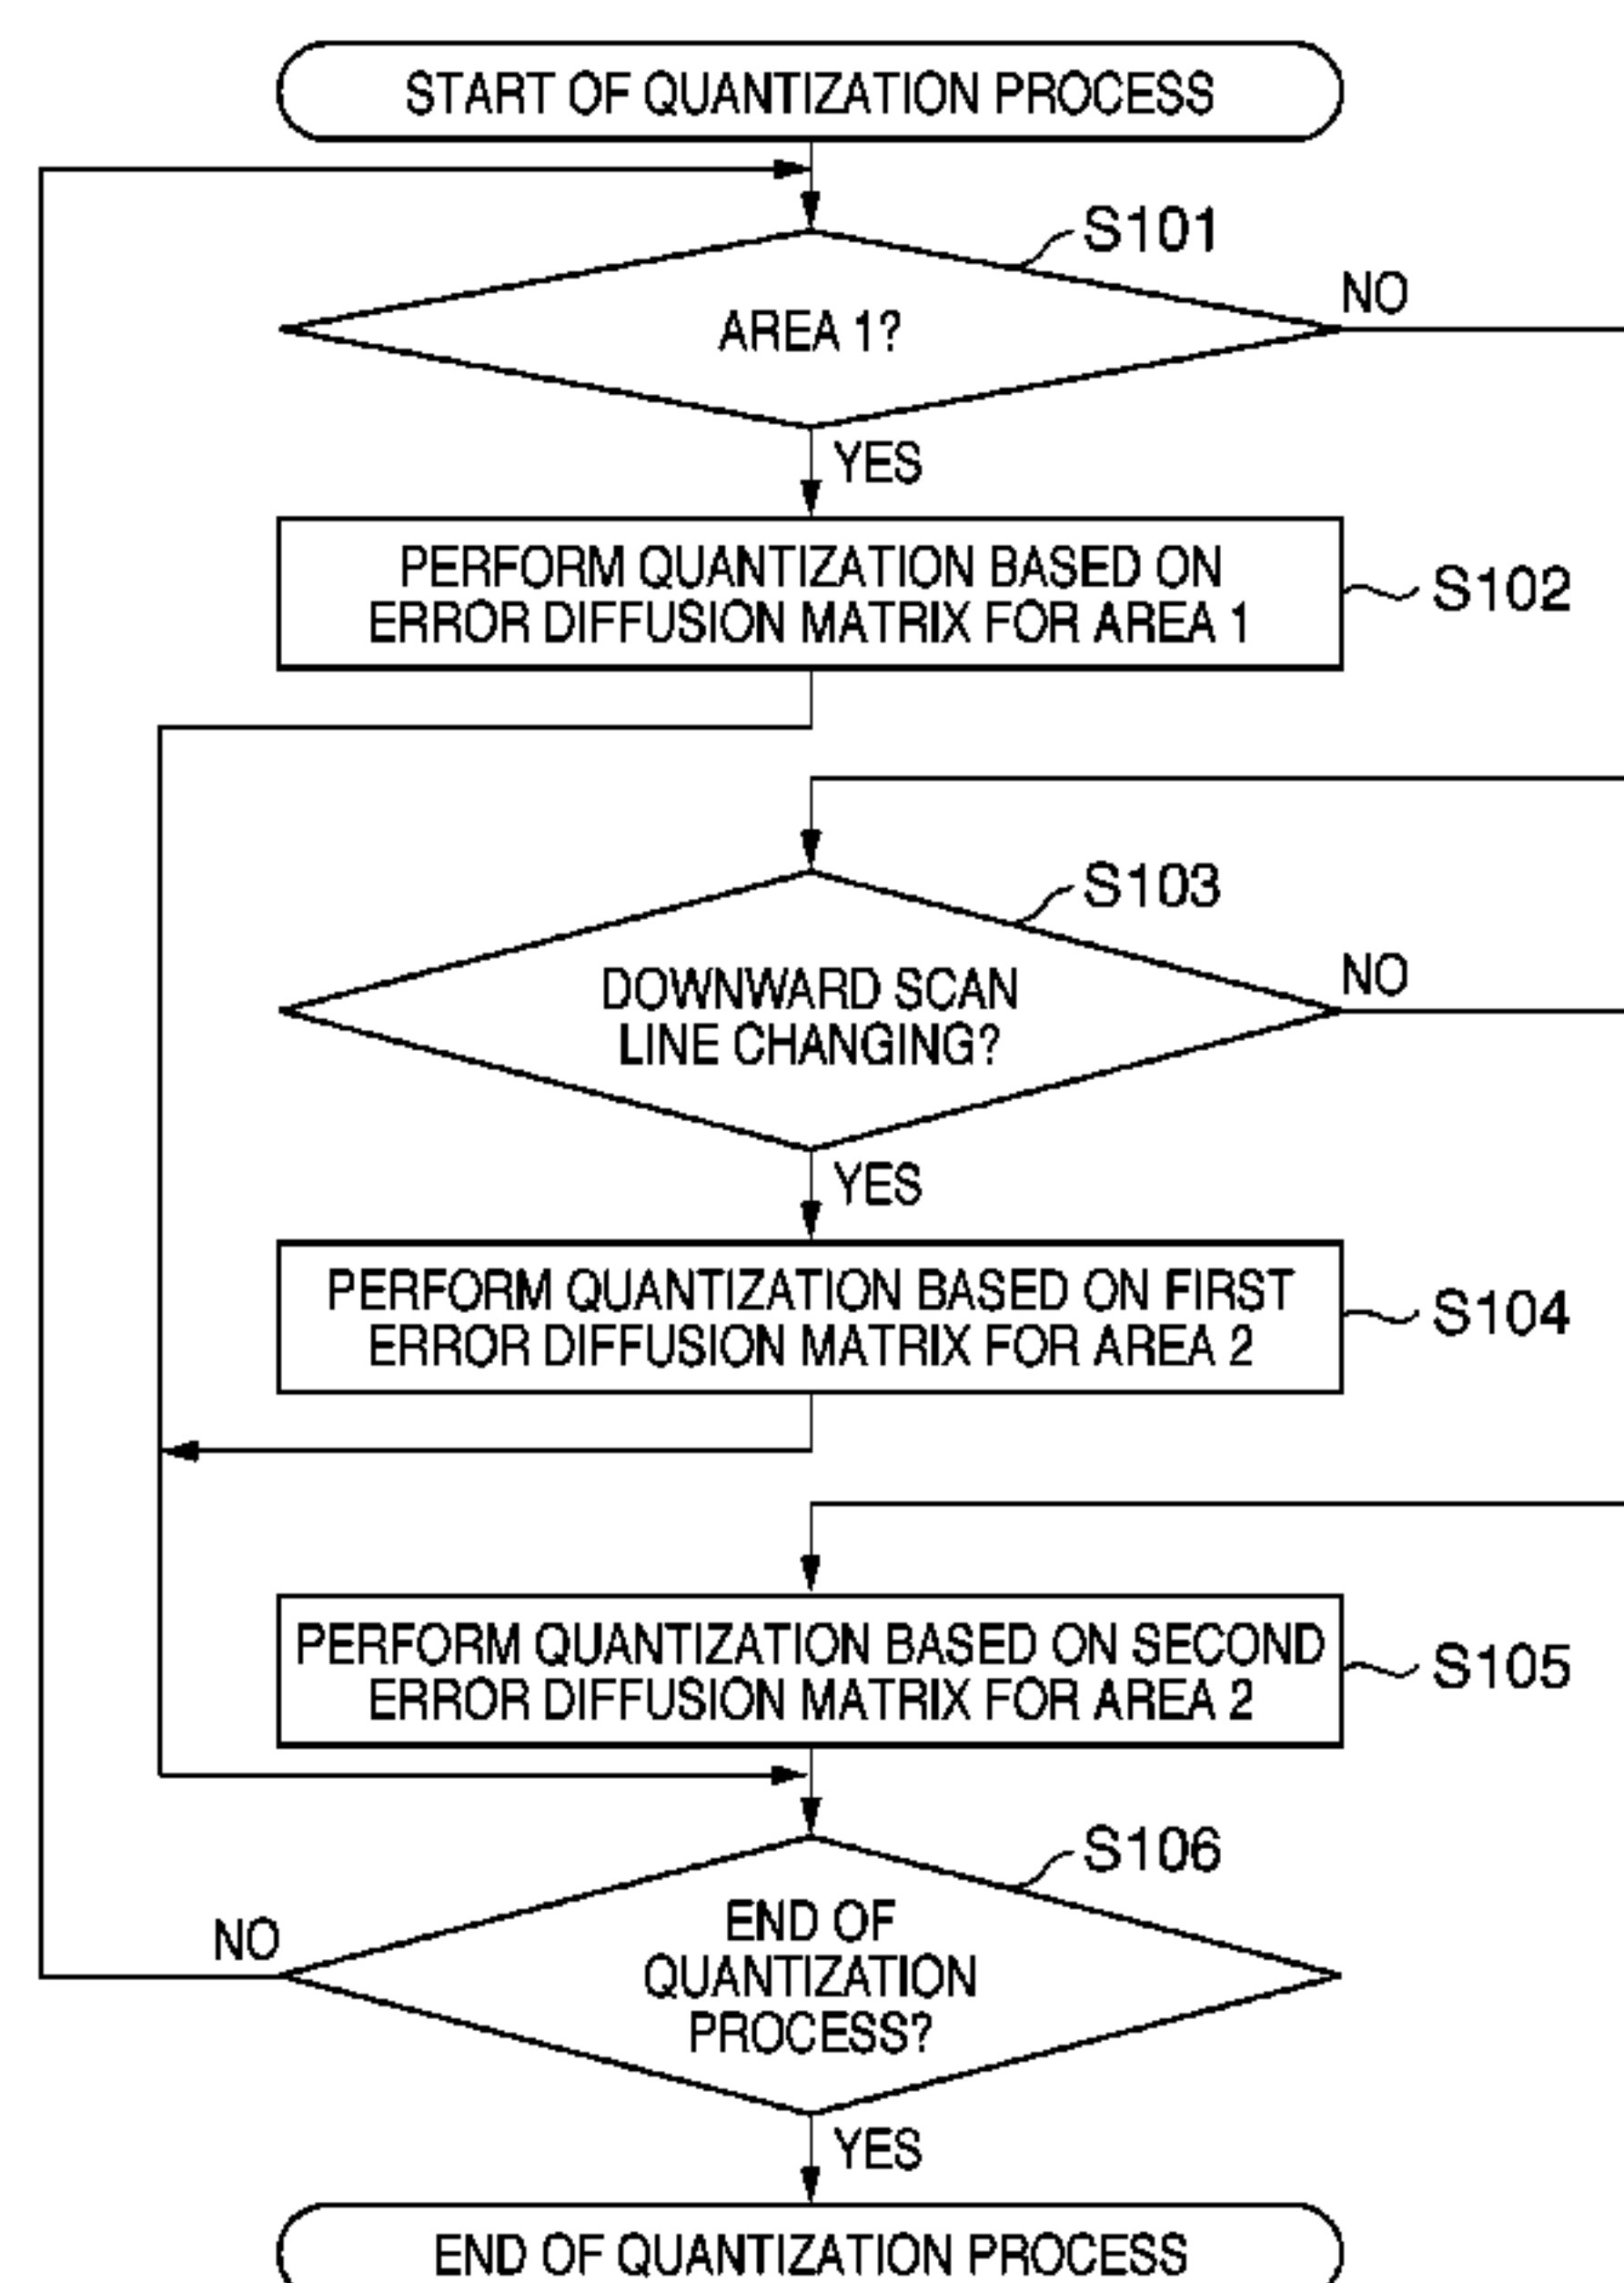 START OF QUANTIZATION PROCESS
S101
AREA 1?
NO
YES
PERFORM QUANTIZATION BASED ON
ERROR DIFFUSION MATRIX FOR AREA 1
S102
S103
DOWNWARD SCAN
LINE CHANGING?
NO
YES
PERFORM QUANTIZATION BASED ON FIRST
ERROR DIFFUSION MATRIX FOR AREA 2
S104
PERFORM QUANTIZATION BASED ON SECOND
ERROR DIFFUSION MATRIX FOR AREA 2
S105
S106
END OF
QUANTIZATION
PROCESS?
NO
YES
END OF QUANTIZATION PROCESS